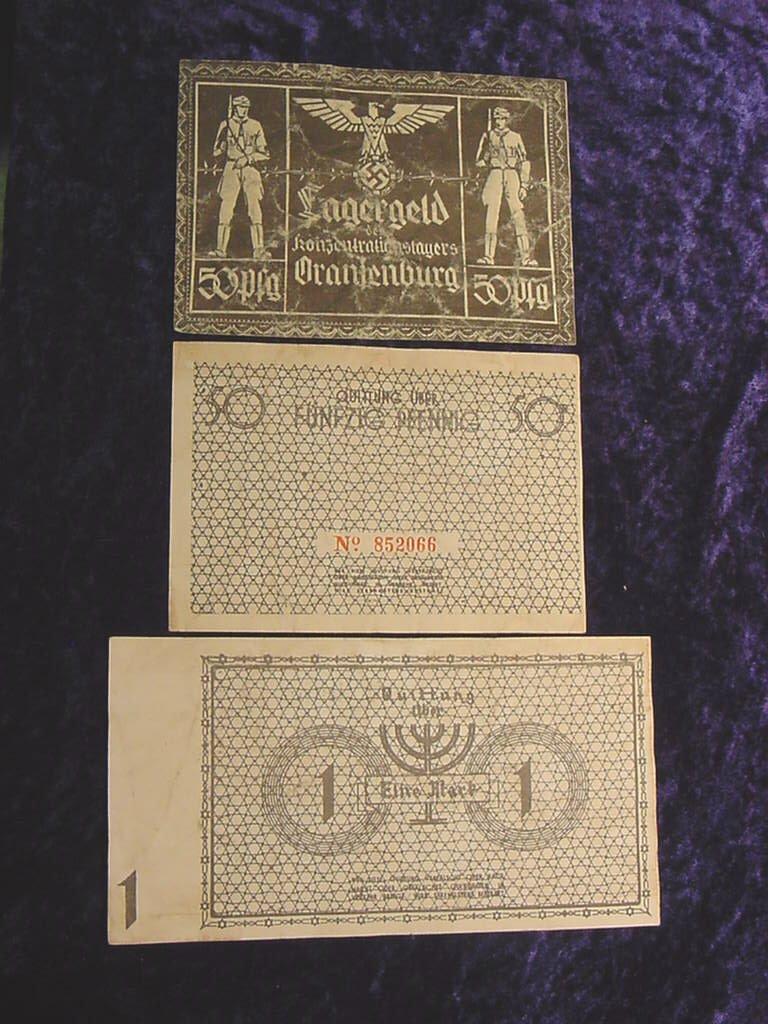 Lagergeld
des
Konzentrationslagers
Oranienburg
50 Pfg
50 Pfg
50
QUITTUNG ÜBER
FÜNFZIG PFENNIG
50
Nº 852066
Quittung
über
1
Eine Mark
1
1